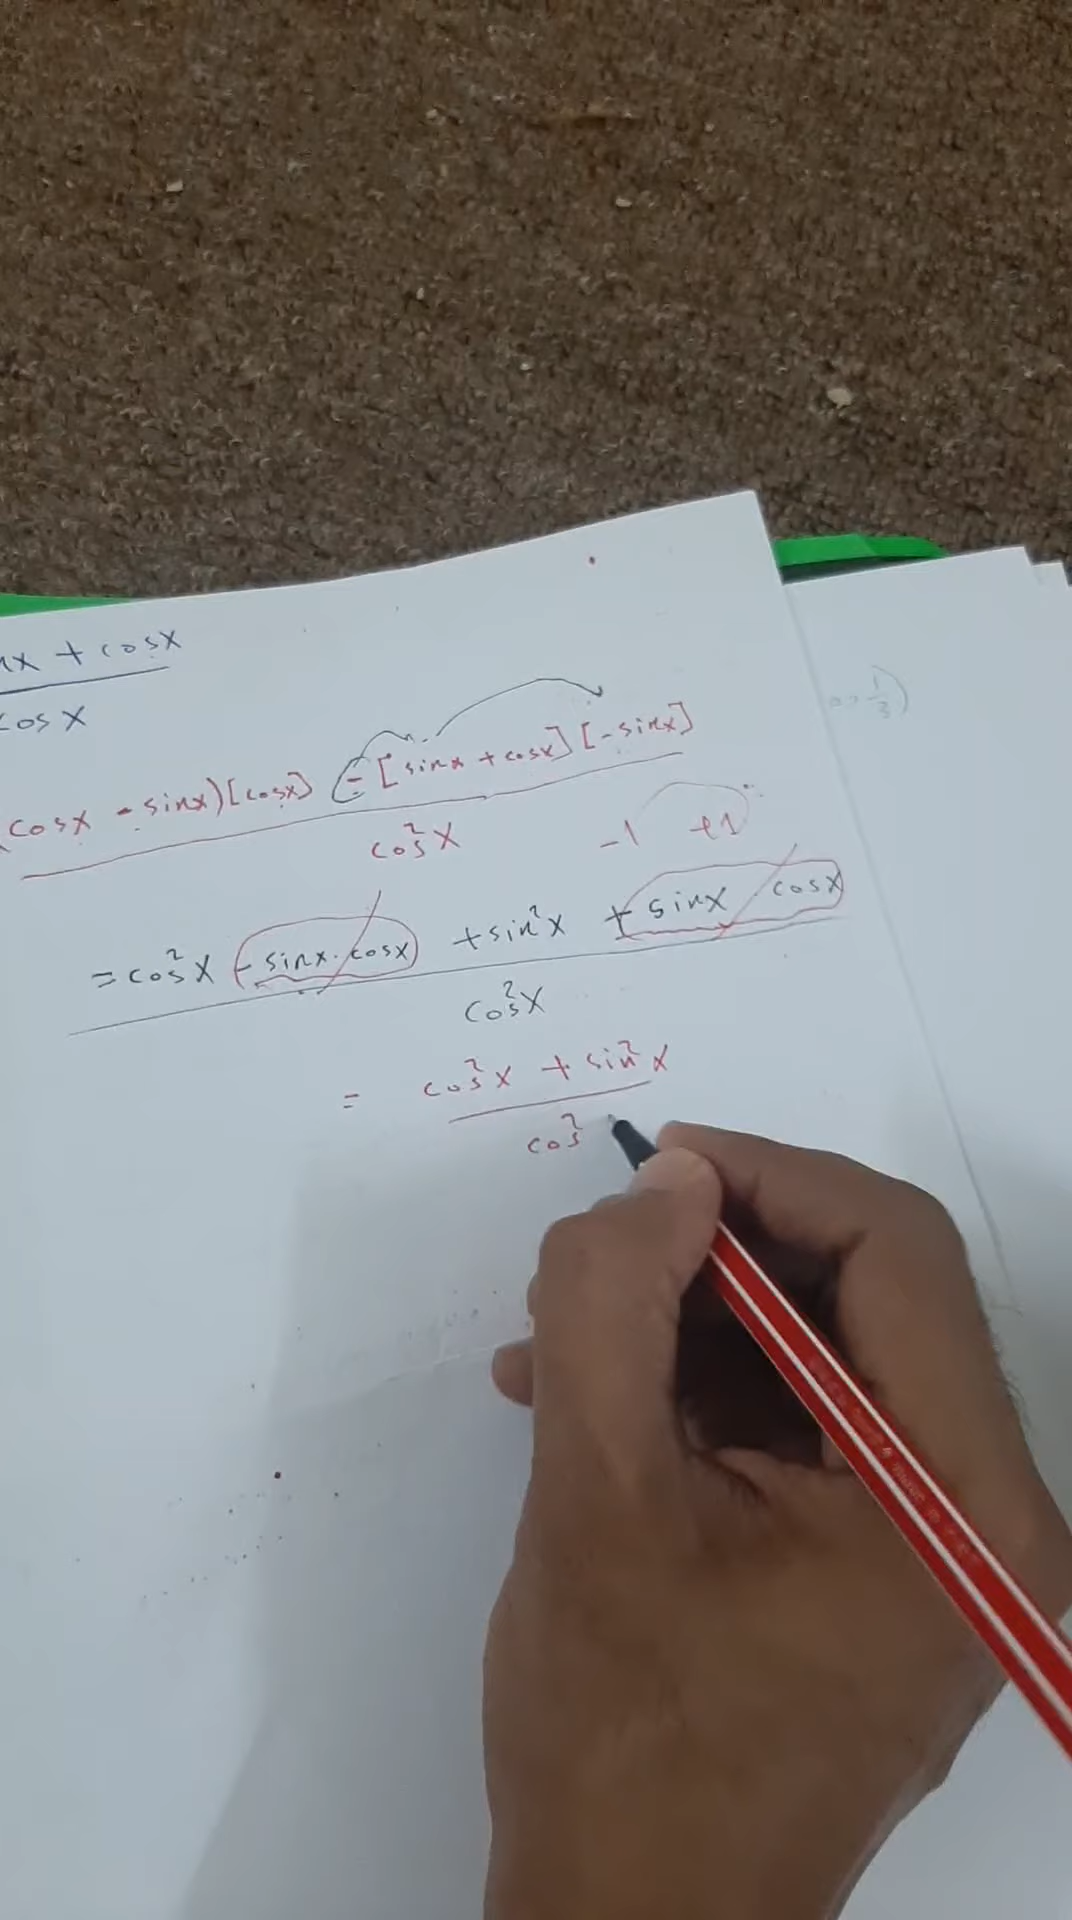 x + cosx
cosx
(cosx - sinx)[cosx] - [sinx + cosx][-sinx]
cos²x
-1 +1
= cos²x - sinx·cosx + sin²x + sinx cosx
cos²x
= cos²x + sin²x
cos²